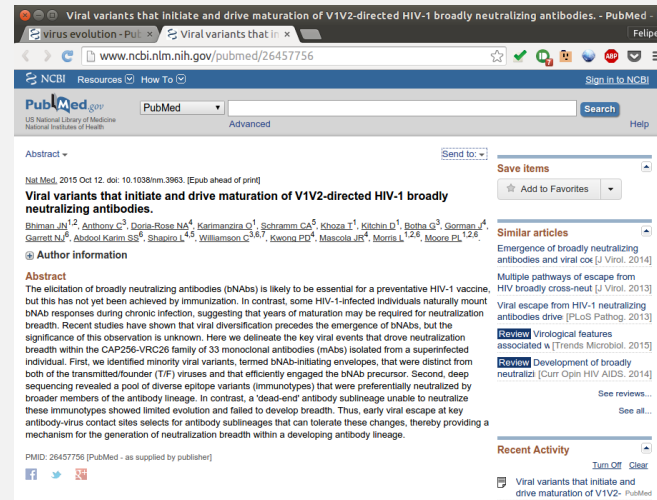 Viral variants that initiate and drive maturation of V1V2-directed HIV-1 broadly neutralizing antibodies. - PubMed -
virus evolution - Pub
Viral variants that in
Felipe
www.ncbi.nlm.nih.gov/pubmed/26457756
NCBI Resources How To Sign in to NCBI
PubMed.gov
US National Library of Medicine
National Institutes of Health
PubMed
Search
Advanced
Help
Abstract
Send to:
Nat Med. 2015 Oct 12. doi: 10.1038/nm.3963. [Epub ahead of print]
Viral variants that initiate and drive maturation of V1V2-directed HIV-1 broadly
neutralizing antibodies.
Bhiman JN1,2, Anthony C3, Doria-Rose NA4, Karimanzira O1, Schramm CA5, Khoza T1, Kitchin D1, Botha G3, Gorman J4,
Garrett NJ6, Abdool Karim SS6, Shapiro L4,5, Williamson C3,6,7, Kwong PD4, Mascola JR4, Morris L1,2,6, Moore PL1,2,6.
Author information
Abstract
The elicitation of broadly neutralizing antibodies (bNAbs) is likely to be essential for a preventative HIV-1 vaccine,
but this has not yet been achieved by immunization. In contrast, some HIV-1-infected individuals naturally mount
bNAb responses during chronic infection, suggesting that years of maturation may be required for neutralization
breadth. Recent studies have shown that viral diversification precedes the emergence of bNAbs, but the
significance of this observation is unknown. Here we delineate the key viral events that drove neutralization
breadth within the CAP256-VRC26 family of 33 monoclonal antibodies (mAbs) isolated from a superinfected
individual. First, we identified minority viral variants, termed bNAb-initiating envelopes, that were distinct from
both of the transmitted/founder (T/F) viruses and that efficiently engaged the bNAb precursor. Second, deep
sequencing revealed a pool of diverse epitope variants (immunotypes) that were preferentially neutralized by
broader members of the antibody lineage. In contrast, a 'dead-end' antibody sublineage unable to neutralize
these immunotypes showed limited evolution and failed to develop breadth. Thus, early viral escape at key
antibody-virus contact sites selects for antibody sublineages that can tolerate these changes, thereby providing a
mechanism for the generation of neutralization breadth within a developing antibody lineage.
PMID: 26457756 [PubMed - as supplied by publisher]
Save items
Add to Favorites
Similar articles
Emergence of broadly neutralizing
antibodies and viral coe [J Virol. 2014]
Multiple pathways of escape from
HIV broadly cross-neut [J Virol. 2013]
Viral escape from HIV-1 neutralizing
antibodies drive [PLoS Pathog. 2013]
Review Virological features
associated w [Trends Microbiol. 2015]
Review Development of broadly
neutralizi [Curr Opin HIV AIDS. 2014]
See reviews...
See all...
Recent Activity
Turn Off Clear
Viral variants that initiate and
drive maturation of V1V2- PubMed